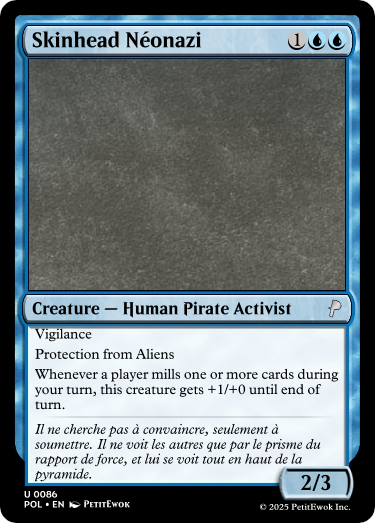 Skinhead Néonazi 1
Creature — Human Pirate Activist
Vigilance
Protection from Aliens
Whenever a player mills one or more cards during
your turn, this creature gets +1/+0 until end of
turn.
Il ne cherche pas à convaincre, seulement à
soumettre. Il ne voit les autres que par le prisme du
rapport de force, et lui se voit tout en haut de la
pyramide.
2/3
U 0086
POL • EN PetitEwok
© 2025 PetitEwok Inc.